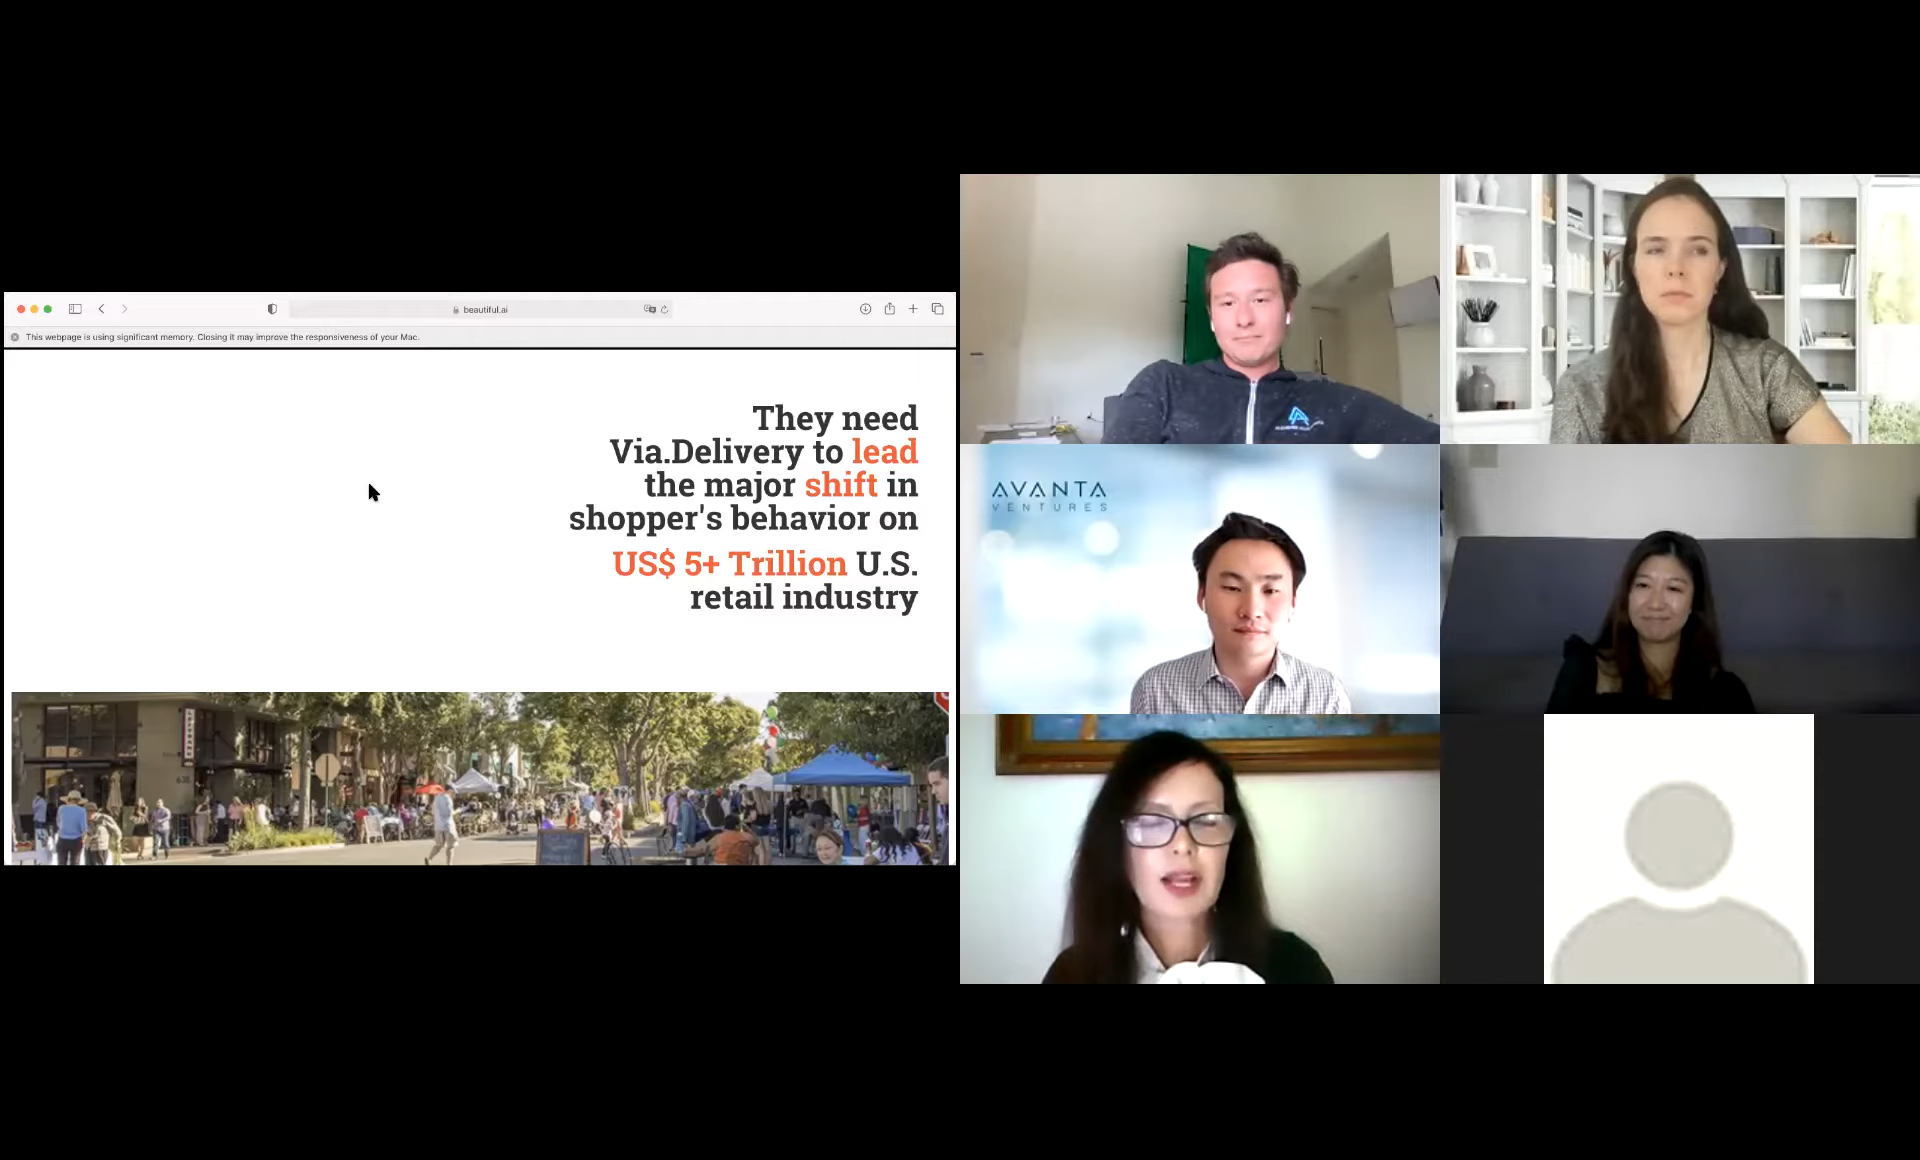 beautiful.ai
This webpage is using significant memory. Closing it may improve the responsiveness of your Mac.
They need
Via.Delivery to lead
the major shift in
shopper's behavior on
US$ 5+ Trillion U.S.
retail industry
AVANTA
VENTURES